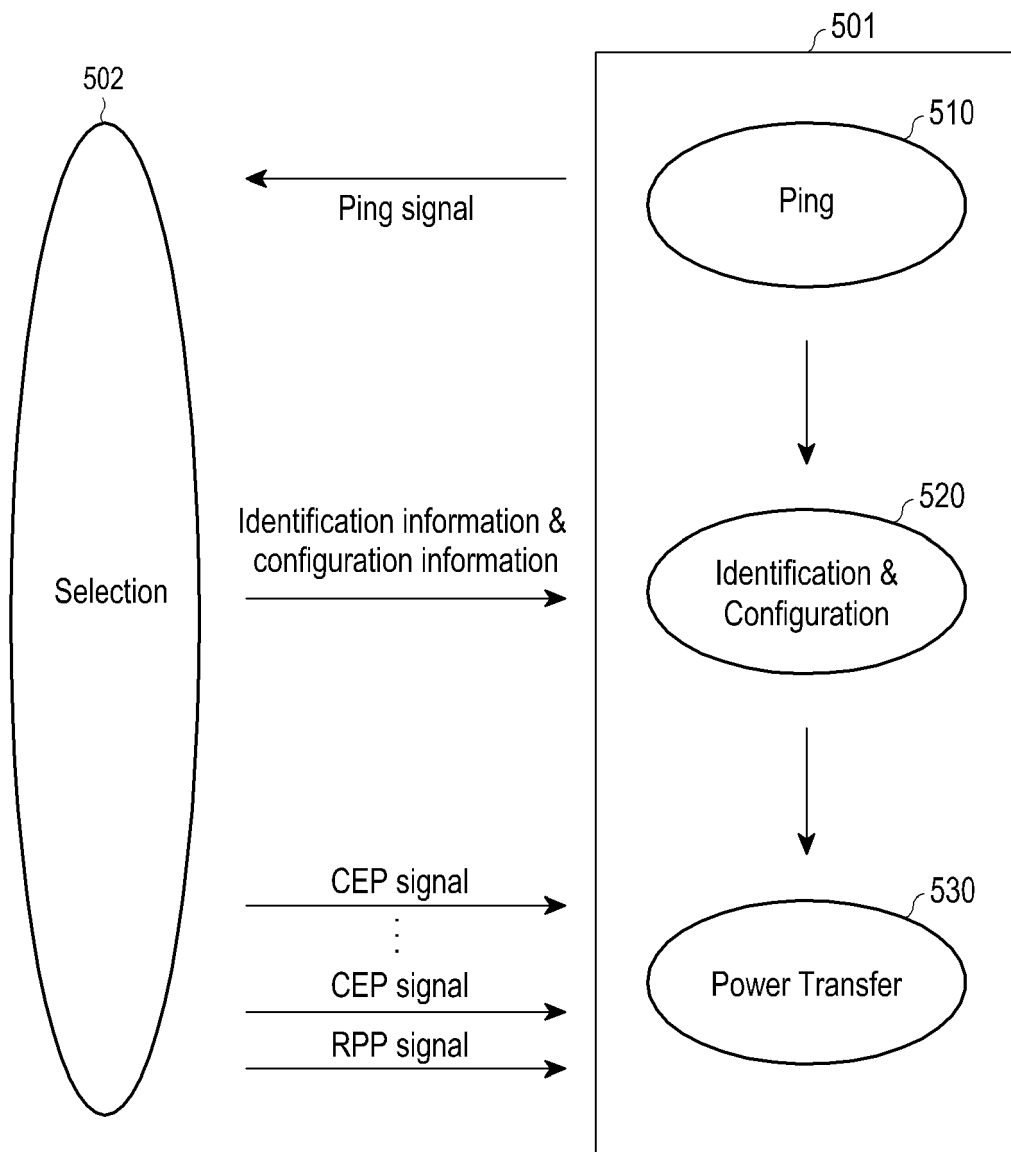 501
502
510
Ping
Ping signal
520
Identification information &
configuration information
Selection
Identification &
Configuration
CEP signal
530
CEP signal
Power Transfer
RPP signal